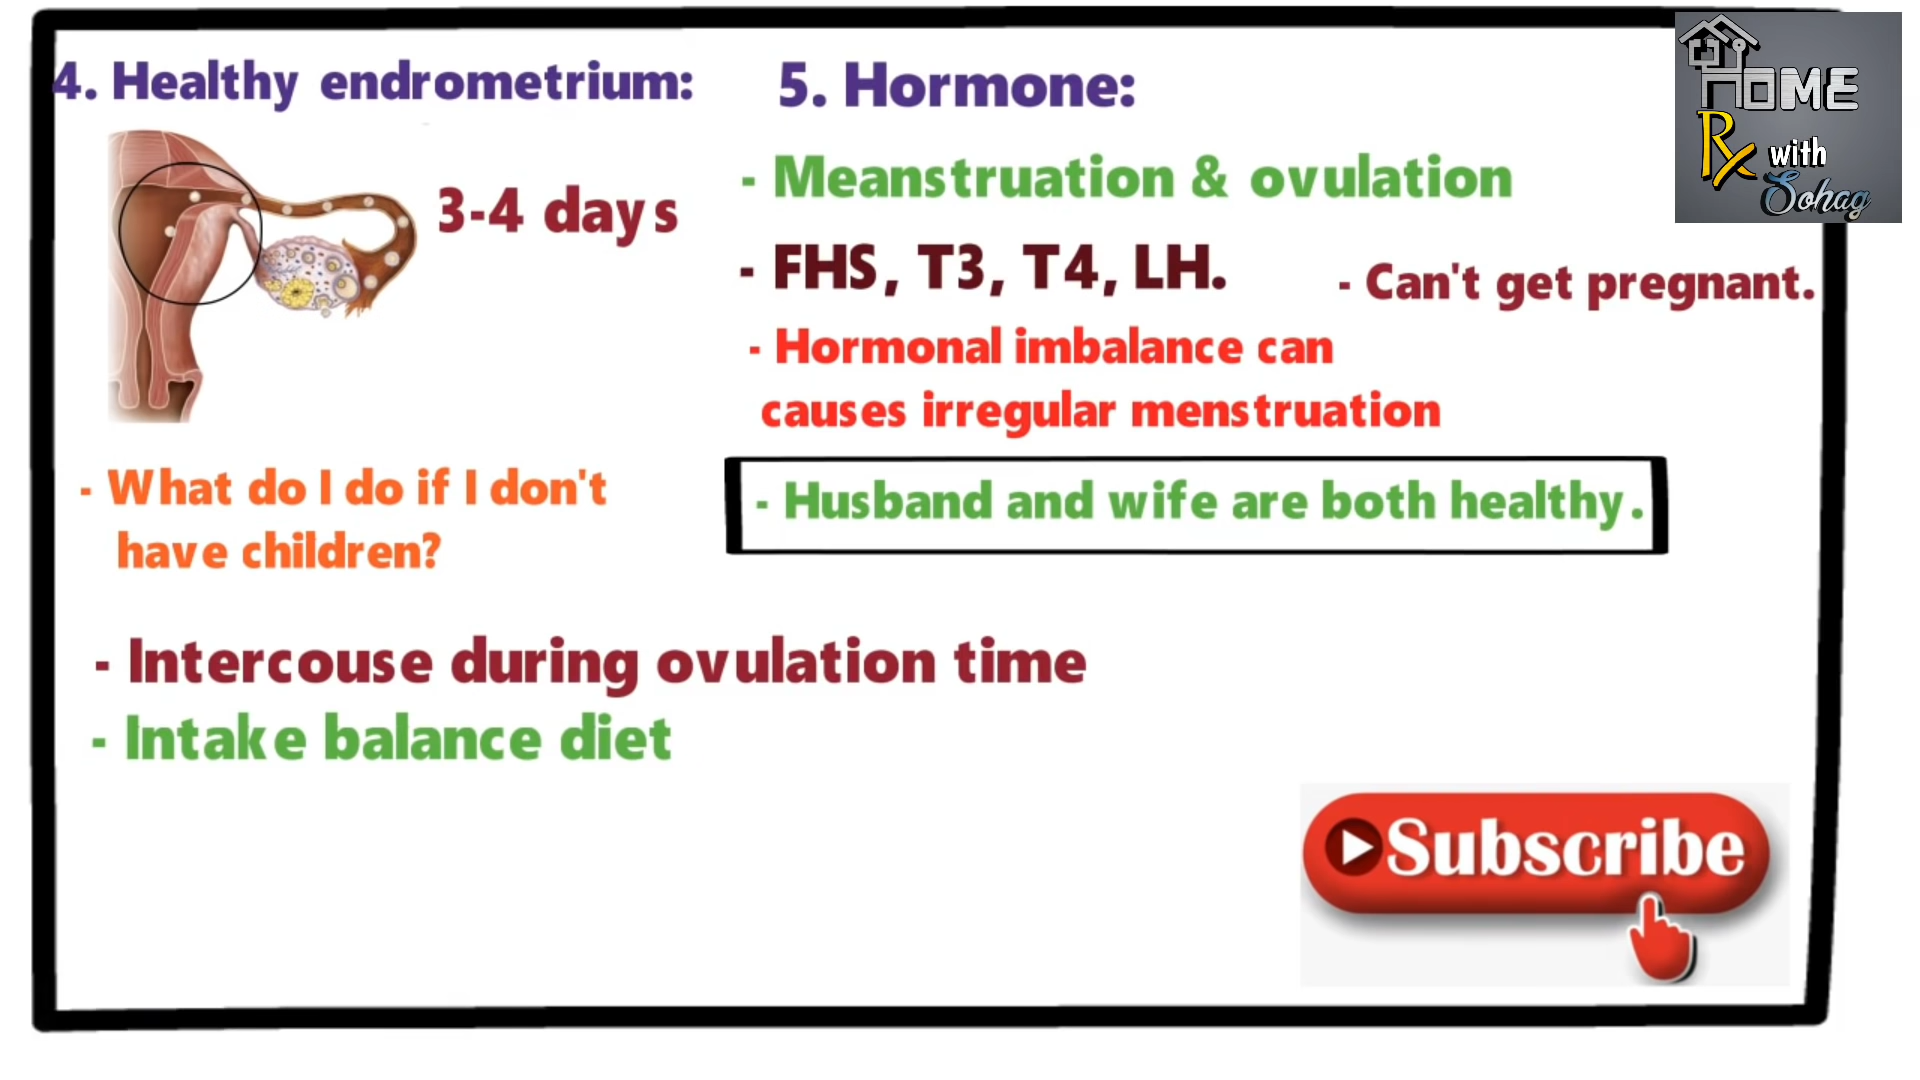 4. Healthy endrometrium:
3-4 days
5. Hormone:
- Meanstruation & ovulation
- FHS, T3, T4, LH.
- Can't get pregnant.
- Hormonal imbalance can
causes irregular menstruation
- What do I do if I don't
have children?
- Husband and wife are both healthy.
- Intercouse during ovulation time
- Intake balance diet
HOME
Rx with
Sohag
Subscribe